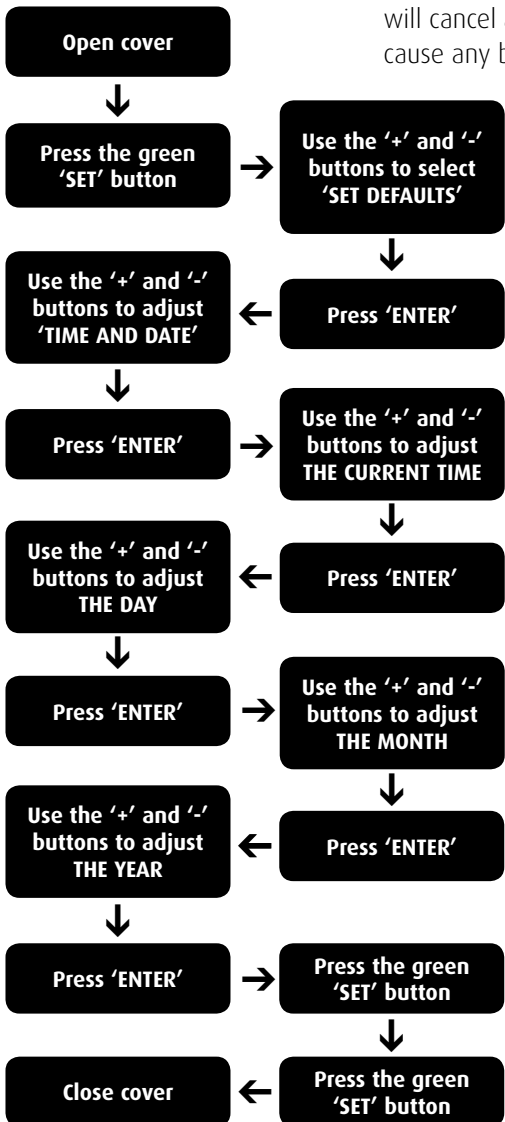 will cancel
cause any
Open cover
Press the green
‘SET’ button
Use the ‘+’ and ‘-’
buttons to select
‘SET DEFAULTS’
Press ‘ENTER’
Use the ‘+’ and ‘-’
buttons to adjust
‘TIME AND DATE’
Press ‘ENTER’
Use the ‘+’ and ‘-’
buttons to adjust
THE CURRENT TIME
Press ‘ENTER’
Use the ‘+’ and ‘-’
buttons to adjust
THE DAY
Press ‘ENTER’
Use the ‘+’ and ‘-’
buttons to adjust
THE MONTH
Press ‘ENTER’
Use the ‘+’ and ‘-’
buttons to adjust
THE YEAR
Press ‘ENTER’
Press the green
‘SET’ button
Press the green
‘SET’ button
Close cover